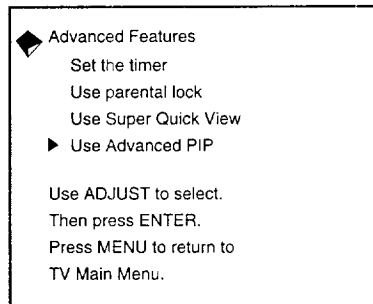 Advanced Features
Set the timer
Use parental lock
Use Super Quick View
Use Advanced PIP
Use ADJUST to select.
Then press ENTER.
Press MENU to return to
TV Main Menu.